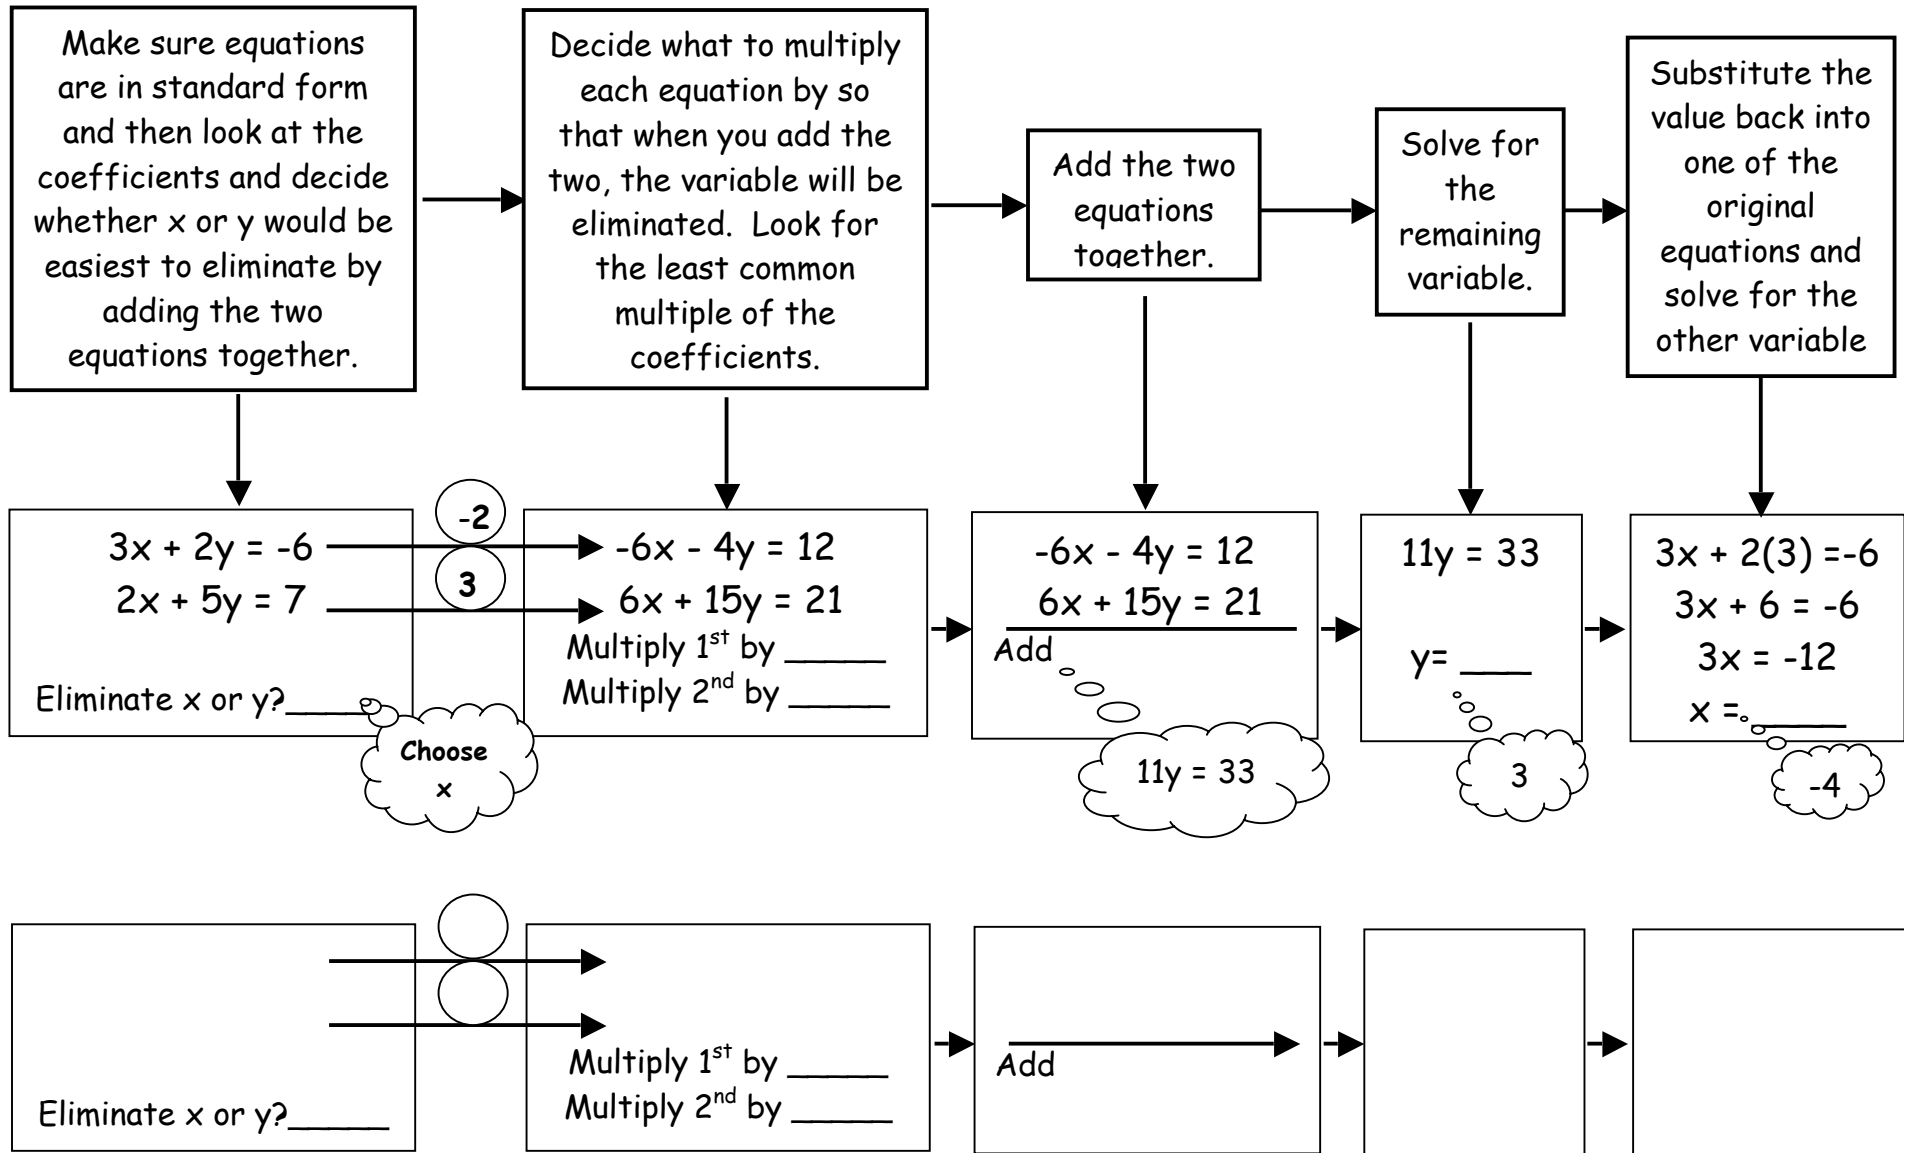 Make sure equations
are in standard form
and then look at the
coefficients and decide
whether x or y would be
easiest to eliminate by
adding the two
equations together.
Decide what to multiply
each equation by so
that when you add the
two, the variable will be
eliminated.  Look for
the least common
multiple of the
coefficients.
Add the two
equations
together.
Solve for
the
remaining
variable.
Substitute the
value back into
one of the
original
equations and
solve for the
other variable
3x + 2y = -6
2x + 5y = 7
Eliminate x or y?_____
Choose
x
-2
3
-6x - 4y = 12
6x + 15y = 21
Multiply 1st by _____
Multiply 2nd by _____
-6x - 4y = 12
6x + 15y = 21
Add
11y = 33
11y = 33
y= ____
3
3x + 2(3) =-6
3x + 6 = -6
3x = -12
x = _____
-4
Eliminate x or y?_____
Multiply 1st by _____
Multiply 2nd by _____
Add